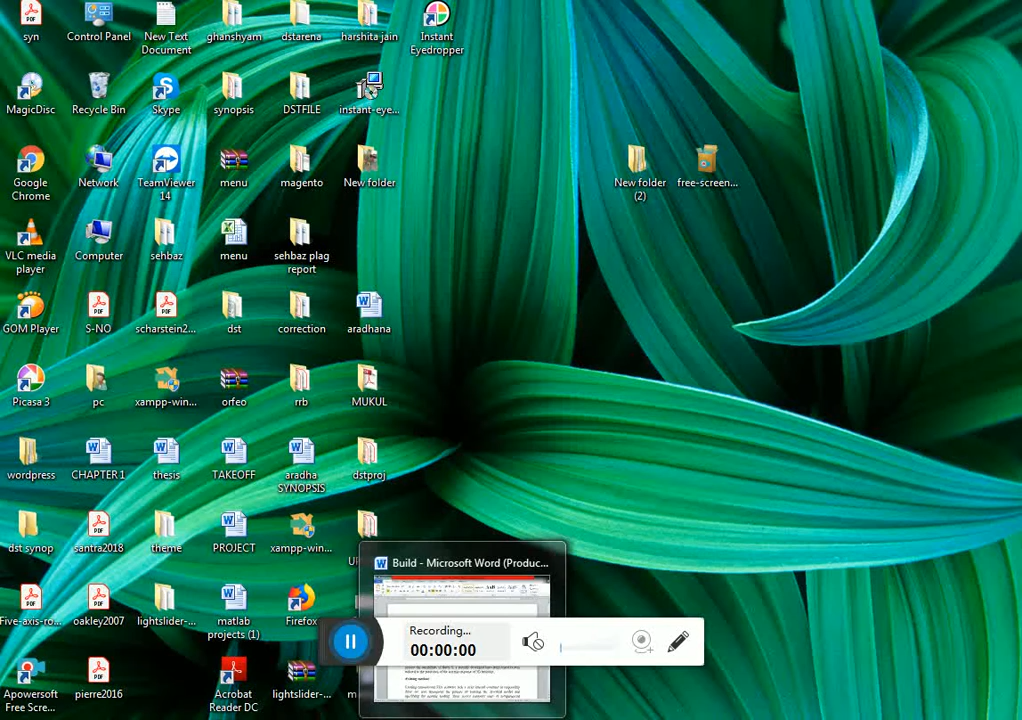 syn
Control Panel
New Text
Document
ghanshyam
dstarena
harshita jain
Instant
Eyedropper
MagicDisc
Recycle Bin
Skype
synopsis
DSTFILE
instant-eye...
Google
Chrome
Network
TeamViewer
14
menu
magento
New folder
New folder
(2)
free-screen...
VLC media
player
Computer
sehbaz
menu
sehbaz plag
report
GOM Player
S-NO
scharstein2...
dst
correction
aradhana
Picasa 3
pc
xampp-win...
orfeo
rrb
MUKUL
wordpress
CHAPTER 1
thesis
TAKEOFF
aradha
SYNOPSIS
dstproj
dst synop
santra2018
theme
PROJECT
xampp-win...
Build - Microsoft Word (Produc...
Five-axis-ro...
oakley2007
lightslider-...
matlab
projects (1)
Firefox
Recording...
00:00:00
Apowersoft
Free Scre...
pierre2016
Acrobat
Reader DC
lightslider-...